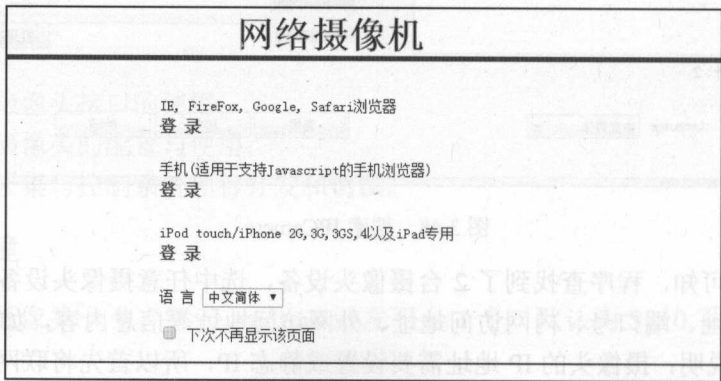 网络摄像机
IE, FireFox, Google, Safari浏览器
登 录
手机(适用于支持Javascript的手机浏览器)
登 录
iPod touch/iPhone 2G,3G,3GS,4以及iPad专用
登 录
语 言 中文简体
下次不再显示该页面